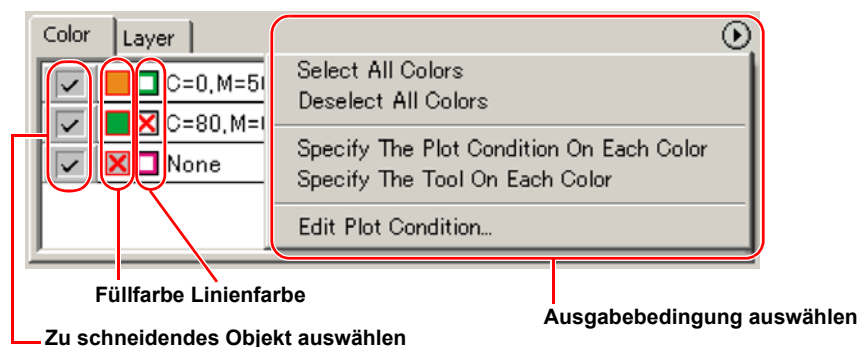 Color Layer
Select All Colors
C=0,M=5
Deselect All Colors
C=80,M=
Specify The Plot Condition On Each Color
None
Specify The Tool On Each Color
Edit Plot Condition...
Füllfarbe Linienfarbe
Ausgabebedingung auswählen
Zu schneidendes Objekt auswählen